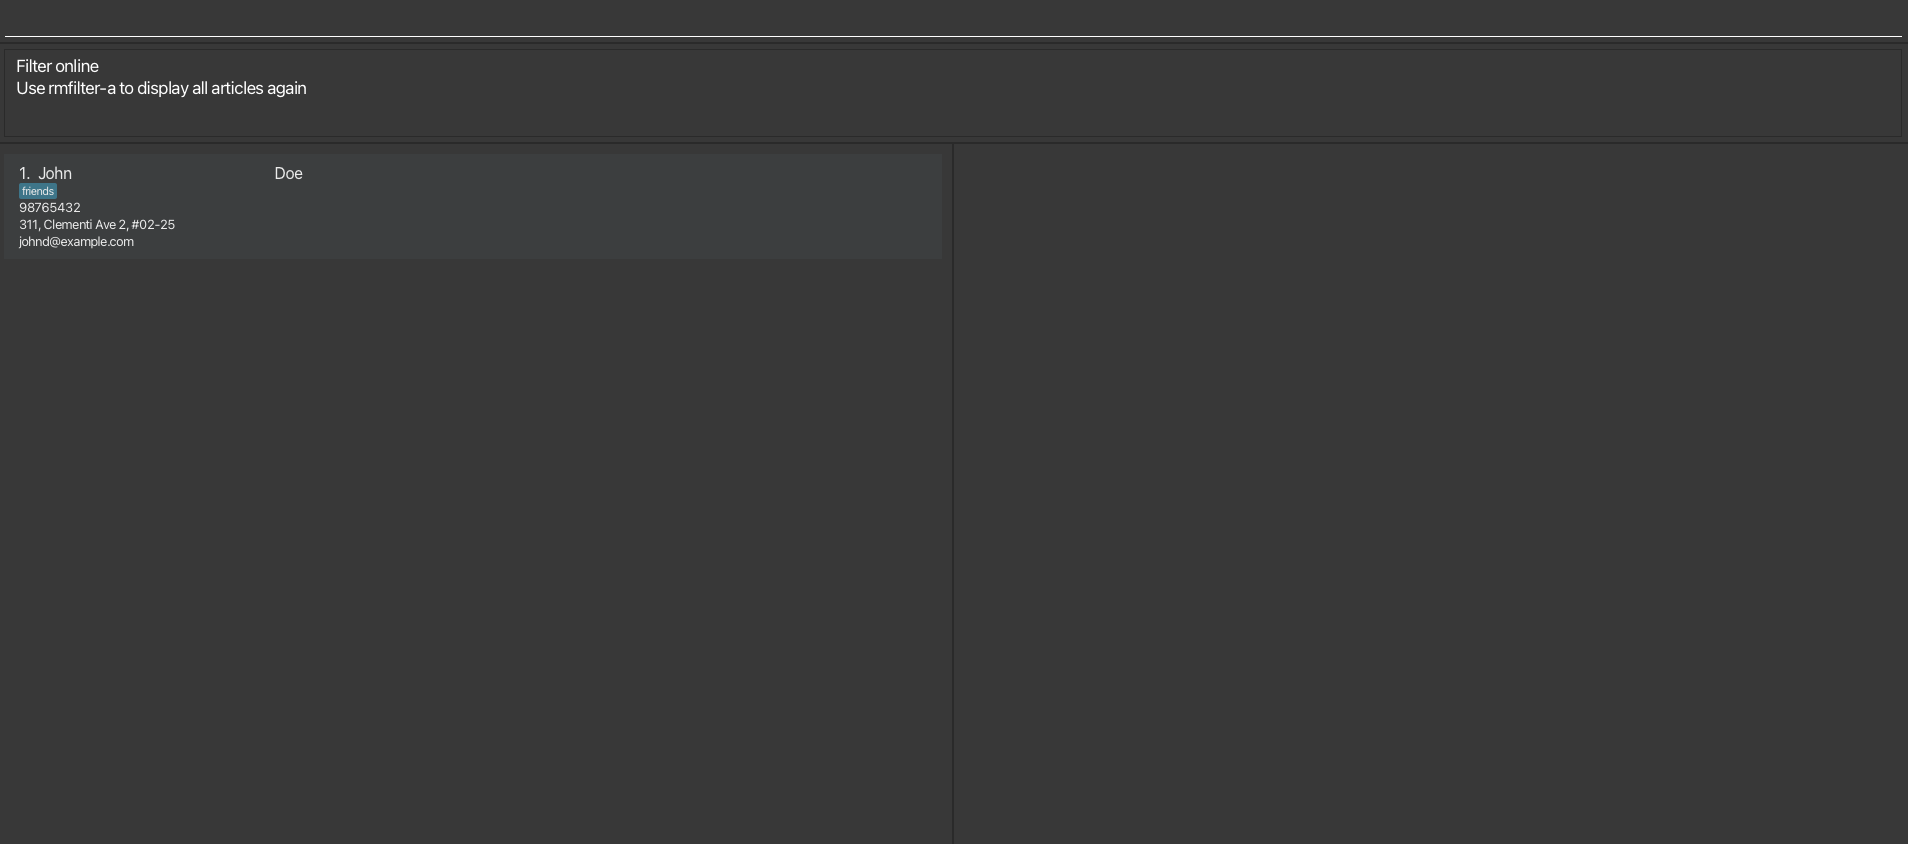 Filter online
Use rmfilter-a to display all articles again
1. John Doe
friends
98765432
311, Clementi Ave 2, #02-25
johnd@example.com